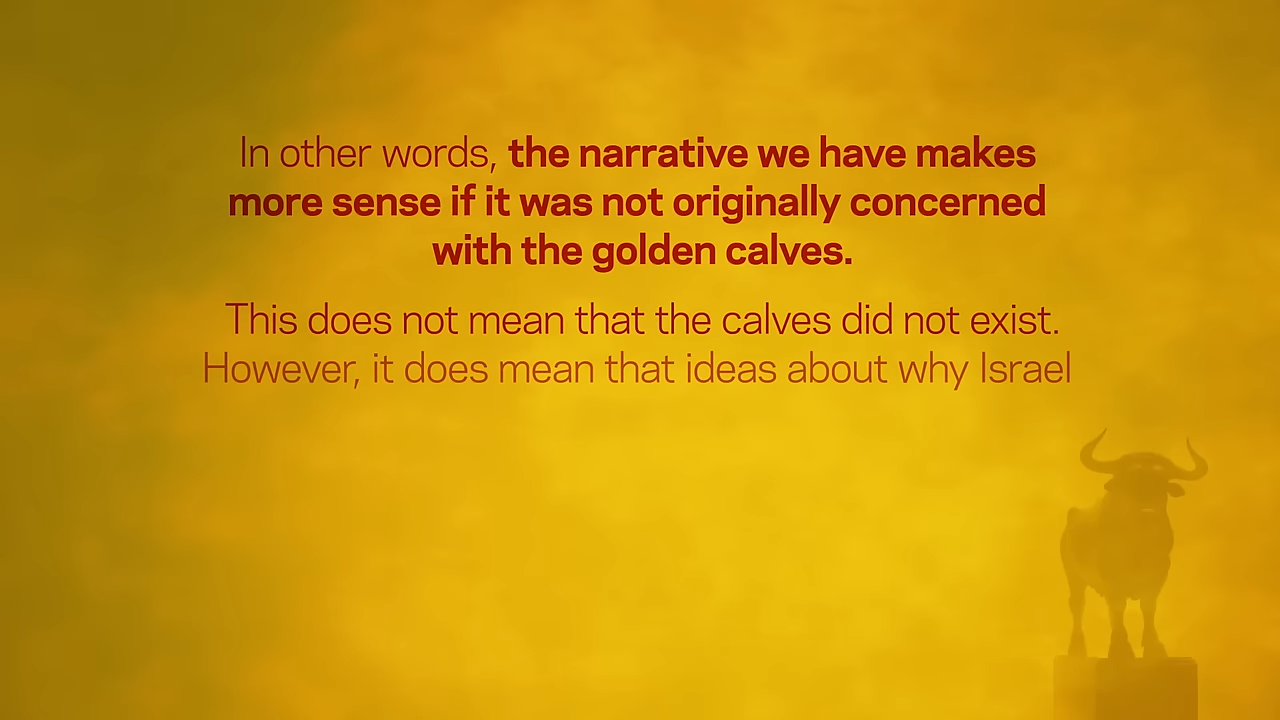 In other words, the narrative we have makes
more sense if it was not originally concerned
with the golden calves.
This does not mean that the calves did not exist.
However, it does mean that ideas about why Israel